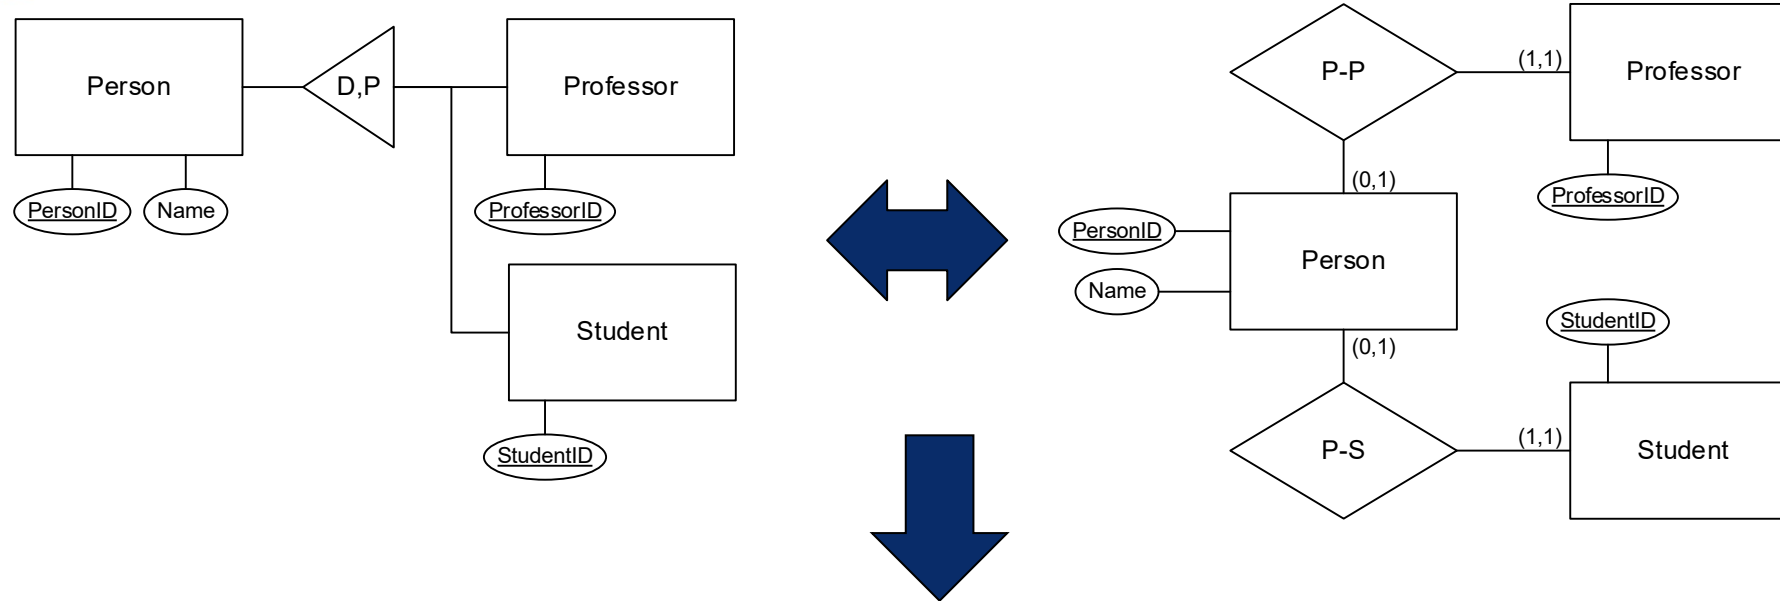 Person
D,P
Professor
PersonID
Name
ProfessorID
Student
StudentID
P-P
(1,1)
Professor
ProfessorID
(0,1)
PersonID
Person
Name
StudentID
(0,1)
P-S
(1,1)
Student